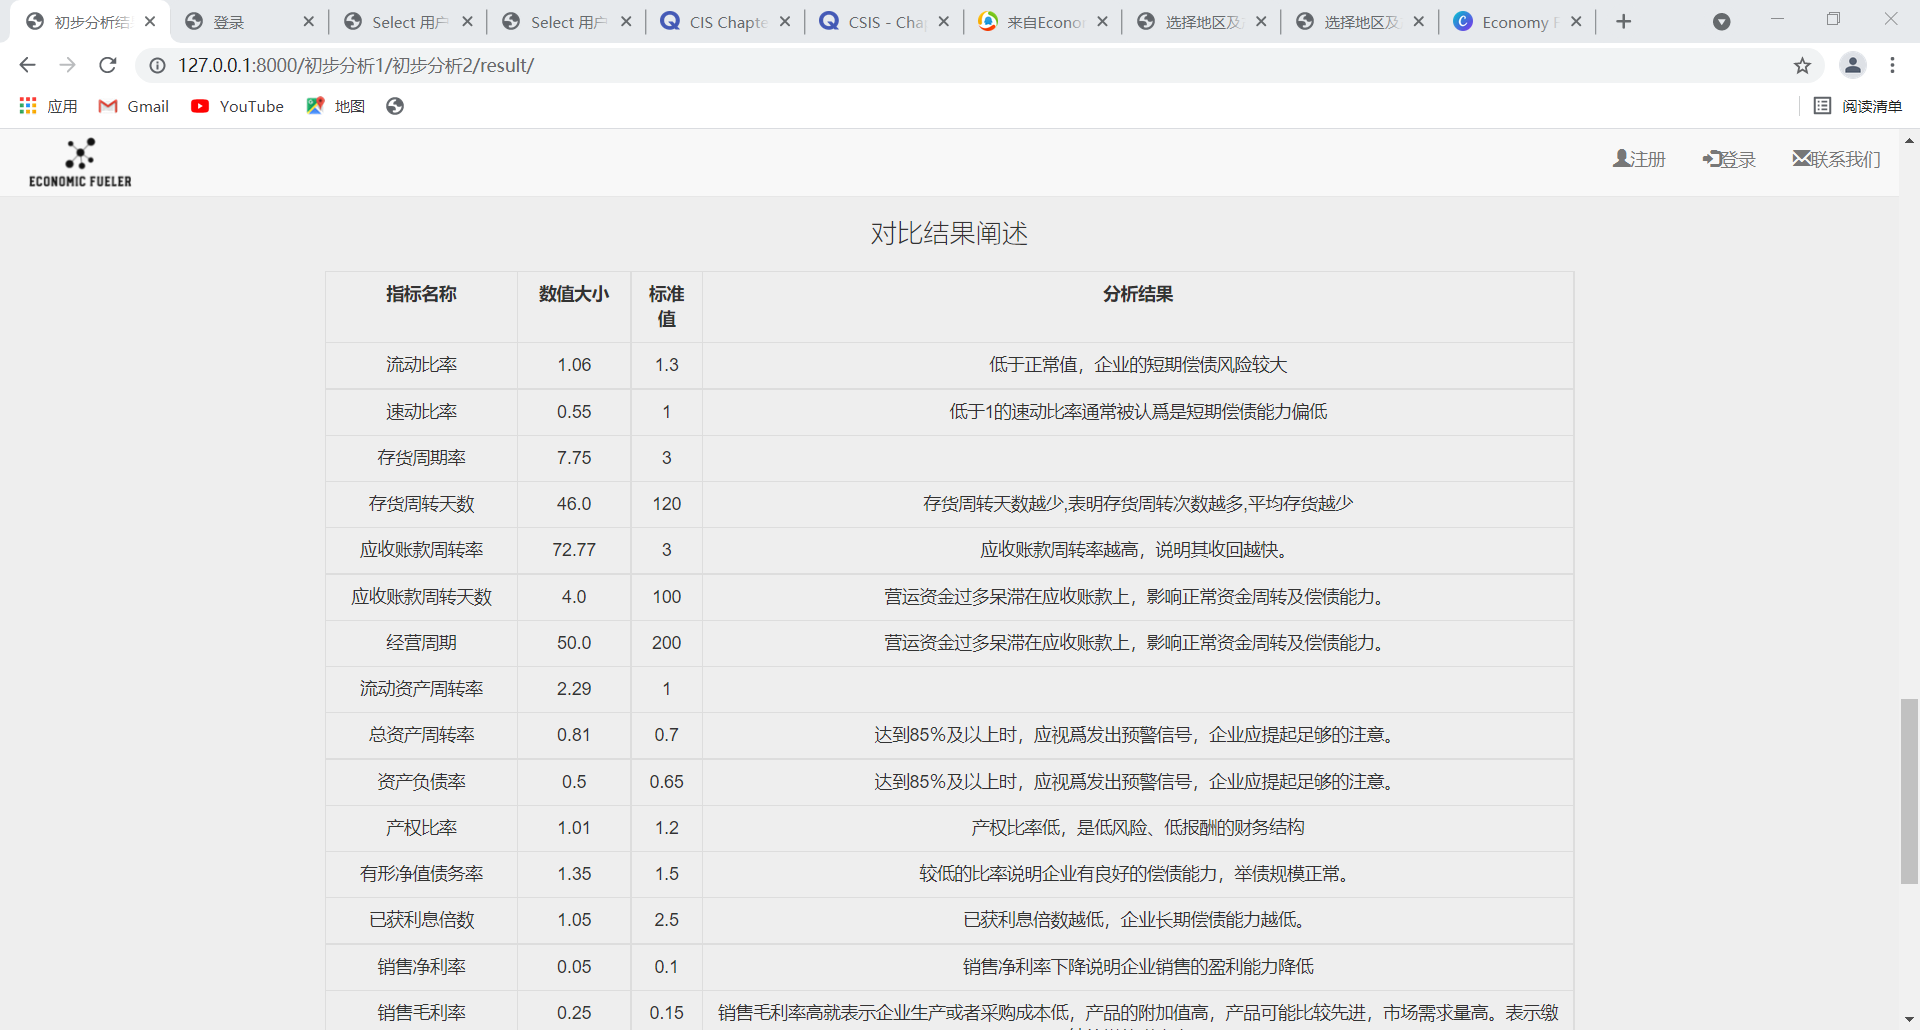 初步分析结
登录
Select 用户
Select 用户
CIS Chapte
CSIS - Cha
来自Econo
选择地区及
选择地区及
Economy F
127.0.0.1:8000/初步分析1/初步分析2/result/
应用 Gmail YouTube 地图 阅读清单
ECONOMIC FUELER
注册 登录 联系我们
对比结果阐述
指标名称 数值大小 标准值 分析结果
流动比率 1.06 1.3 低于正常值，企业的短期偿债风险较大
速动比率 0.55 1 低于1的速动比率通常被认爲是短期偿债能力偏低
存货周期率 7.75 3
存货周转天数 46.0 120 存货周转天数越少,表明存货周转次数越多,平均存货越少
应收账款周转率 72.77 3 应收账款周转率越高，说明其收回越快。
应收账款周转天数 4.0 100 营运资金过多呆滞在应收账款上，影响正常资金周转及偿债能力。
经营周期 50.0 200 营运资金过多呆滞在应收账款上，影响正常资金周转及偿债能力。
流动资产周转率 2.29 1
总资产周转率 0.81 0.7 达到85%及以上时，应视爲发出预警信号，企业应提起足够的注意。
资产负债率 0.5 0.65 达到85%及以上时，应视爲发出预警信号，企业应提起足够的注意。
产权比率 1.01 1.2 产权比率低，是低风险、低报酬的财务结构
有形净值债务率 1.35 1.5 较低的比率说明企业有良好的偿债能力，举债规模正常。
已获利息倍数 1.05 2.5 已获利息倍数越低，企业长期偿债能力越低。
销售净利率 0.05 0.1 销售净利率下降说明企业销售的盈利能力降低
销售毛利率 0.25 0.15 销售毛利率高就表示企业生产或者采购成本低，产品的附加值高，产品可能比较先进，市场需求量高。表示缴